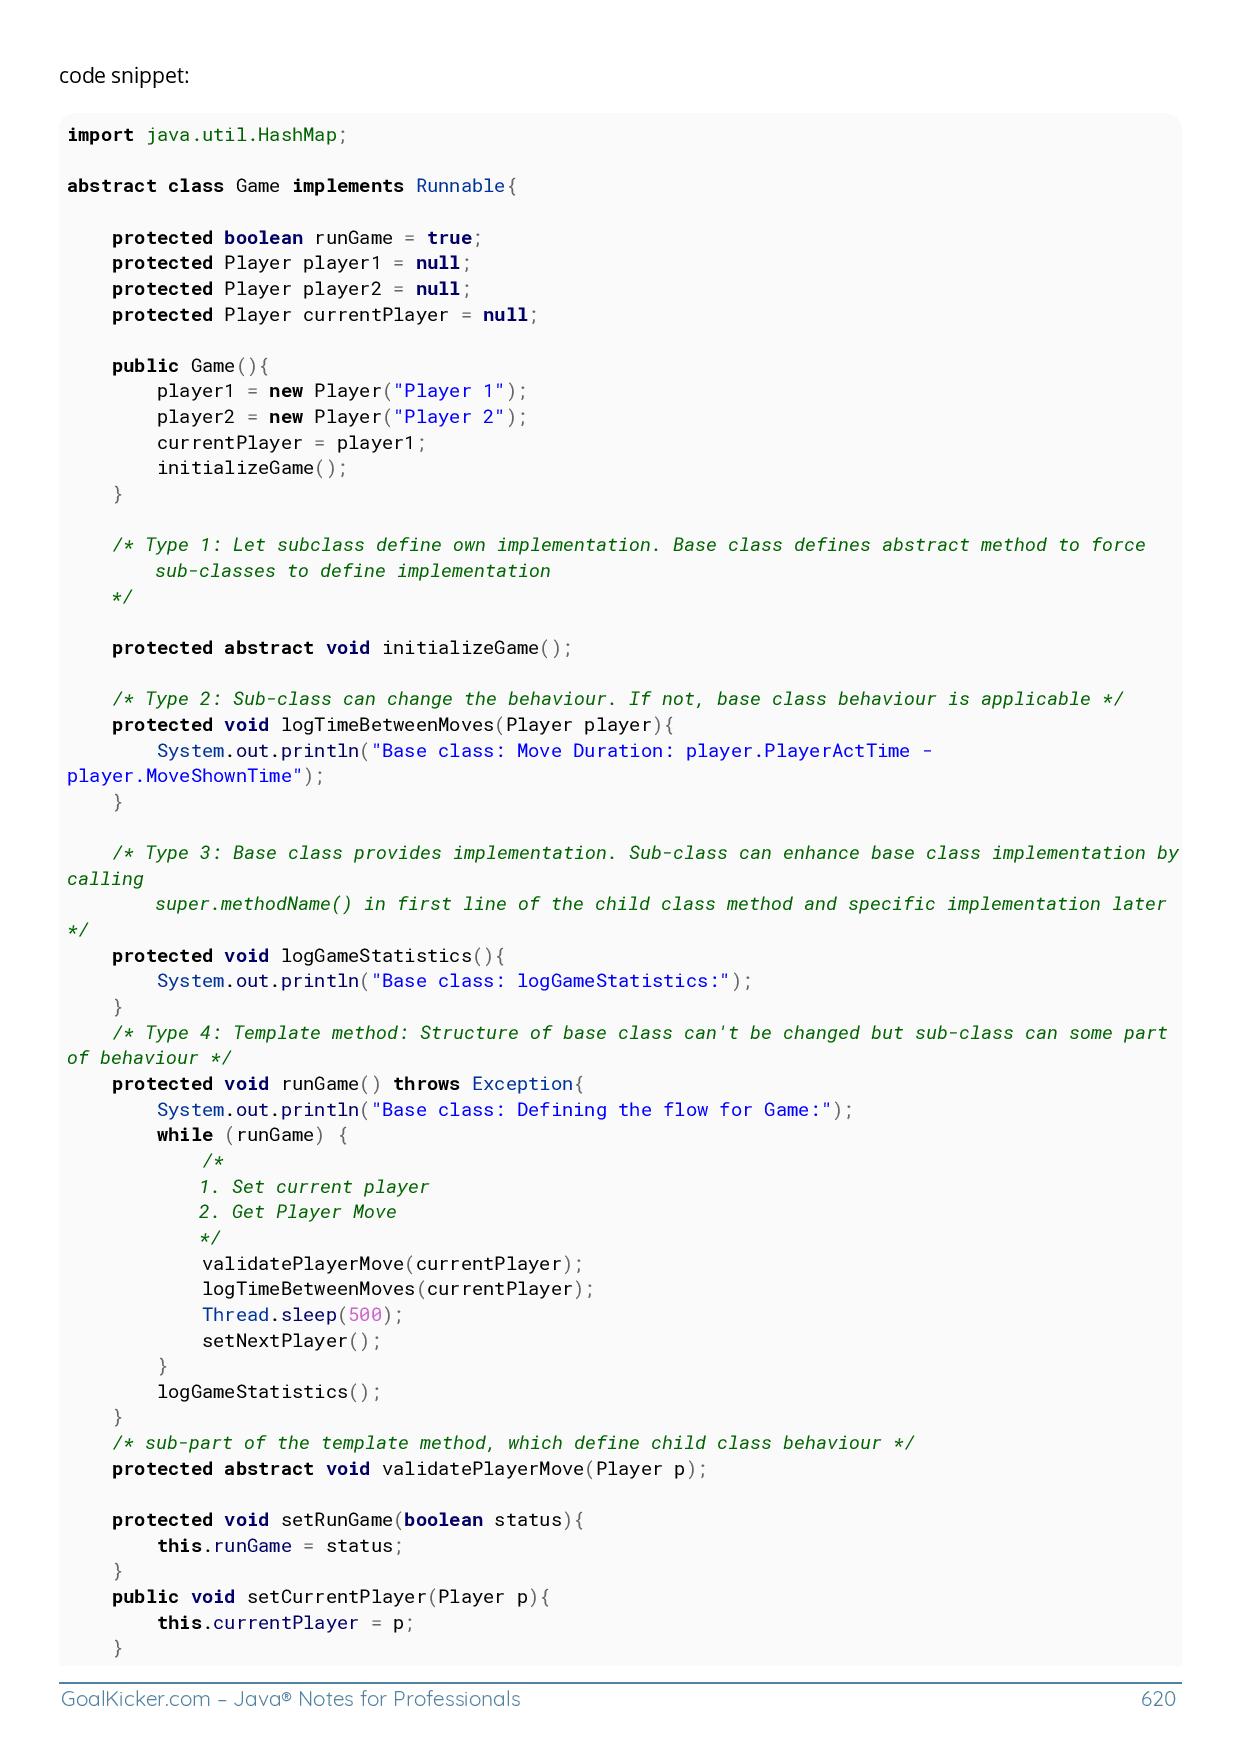 code snippet:
import java.util.HashMap;
abstract class Game implements Runnable{
    protected boolean runGame = true;
    protected Player player1 = null;
    protected Player player2 = null;
    protected Player currentPlayer = null;
    public Game(){
        player1 = new Player("Player 1");
        player2 = new Player("Player 2");
        currentPlayer = player1;
        initializeGame();
    }
    /* Type 1: Let subclass define own implementation. Base class defines abstract method to force
        sub-classes to define implementation
    */
    protected abstract void initializeGame();
    /* Type 2: Sub-class can change the behaviour. If not, base class behaviour is applicable */
    protected void logTimeBetweenMoves(Player player){
        System.out.println("Base class: Move Duration: player.PlayerActTime -
player.MoveShownTime");
    }
    /* Type 3: Base class provides implementation. Sub-class can enhance base class implementation by
calling
        super.methodName() in first line of the child class method and specific implementation later
*/
    protected void logGameStatistics(){
        System.out.println("Base class: logGameStatistics:");
    }
    /* Type 4: Template method: Structure of base class can't be changed but sub-class can some part
of behaviour */
    protected void runGame() throws Exception{
        System.out.println("Base class: Defining the flow for Game:");
        while (runGame) {
            /*
            1. Set current player
            2. Get Player Move
            */
            validatePlayerMove(currentPlayer);
            logTimeBetweenMoves(currentPlayer);
            Thread.sleep(500);
            setNextPlayer();
        }
        logGameStatistics();
    }
    /* sub-part of the template method, which define child class behaviour */
    protected abstract void validatePlayerMove(Player p);
    protected void setRunGame(boolean status){
        this.runGame = status;
    }
    public void setCurrentPlayer(Player p){
        this.currentPlayer = p;
    }
GoalKicker.com – Java® Notes for Professionals 620